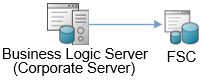 Business Logic Server
(Corporate Server)
FSC